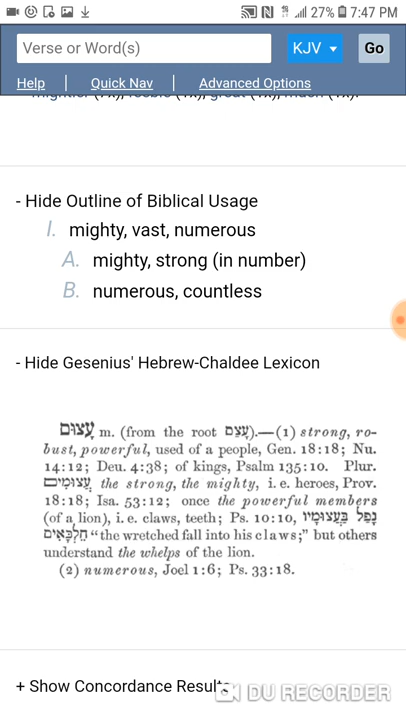 27% 7:47 PM
Verse or Word(s) KJV Go
Help | Quick Nav | Advanced Options
- Hide Outline of Biblical Usage
I. mighty, vast, numerous
A. mighty, strong (in number)
B. numerous, countless
- Hide Gesenius' Hebrew-Chaldee Lexicon
עָצוּם m. (from the root עָצַם).—(1) strong, ro-
bust, powerful, used of a people, Gen. 18:18; Nu.
14:12; Deu. 4:38; of kings, Psalm 135:10. Plur.
עֲצוּמִים the strong, the mighty, i. e. heroes, Prov.
18:18; Isa. 53:12; once the powerful members
(of a lion), i. e. claws, teeth; Ps. 10:10, נָפַל בַּעֲצוּמָיו
חֵלְכָּאִים “the wretched fall into his claws;” but others
understand the whelps of the lion.
(2) numerous, Joel 1:6; Ps. 33:18.
+ Show Concordance Results
DU RECORDER